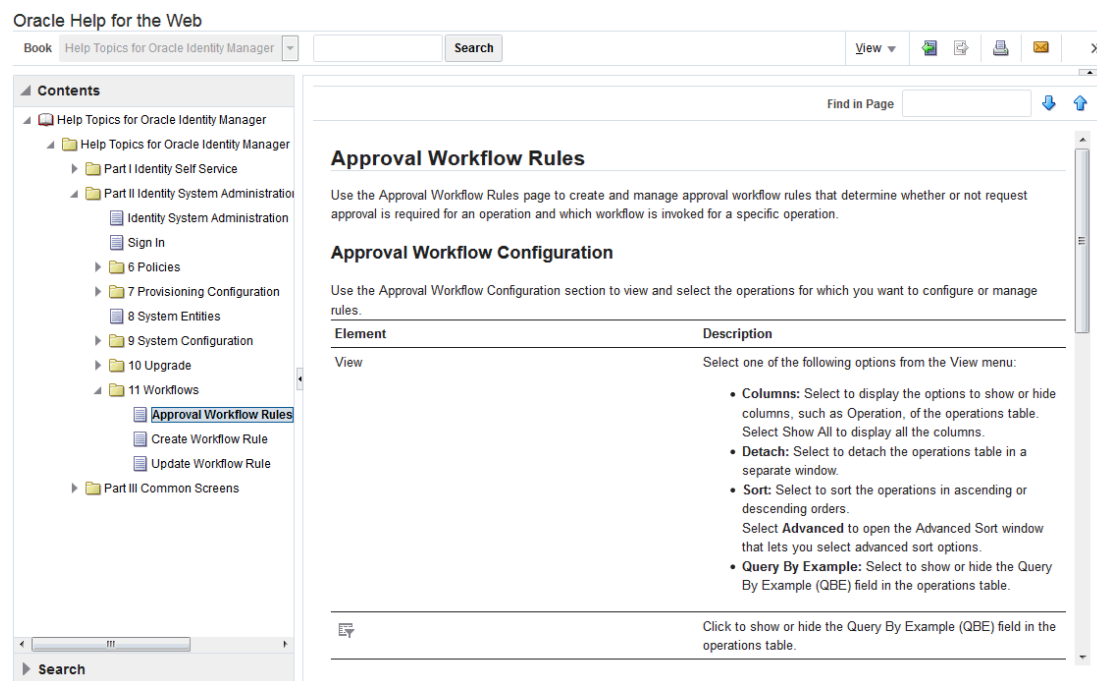 Oracle Help for the Web
Book Help Topics for Oracle Identity Manager Search View
Contents
Find in Page
Help Topics for Oracle Identity Manager
Help Topics for Oracle Identity Manager
Part I Identity Self Service
Part II Identity System Administration
Identity System Administration
Sign In
6 Policies
7 Provisioning Configuration
8 System Entities
9 System Configuration
10 Upgrade
11 Workflows
Approval Workflow Rules
Create Workflow Rule
Update Workflow Rule
Part III Common Screens
Search
Approval Workflow Rules
Use the Approval Workflow Rules page to create and manage approval workflow rules that determine whether or not request
approval is required for an operation and which workflow is invoked for a specific operation.
Approval Workflow Configuration
Use the Approval Workflow Configuration section to view and select the operations for which you want to configure or manage
rules.
Element Description
View Select one of the following options from the View menu:
• Columns: Select to display the options to show or hide
columns, such as Operation, of the operations table.
Select Show All to display all the columns.
• Detach: Select to detach the operations table in a
separate window.
• Sort: Select to sort the operations in ascending or
descending orders.
Select Advanced to open the Advanced Sort window
that lets you select advanced sort options.
• Query By Example: Select to show or hide the Query
By Example (QBE) field in the operations table.
Click to show or hide the Query By Example (QBE) field in the
operations table.